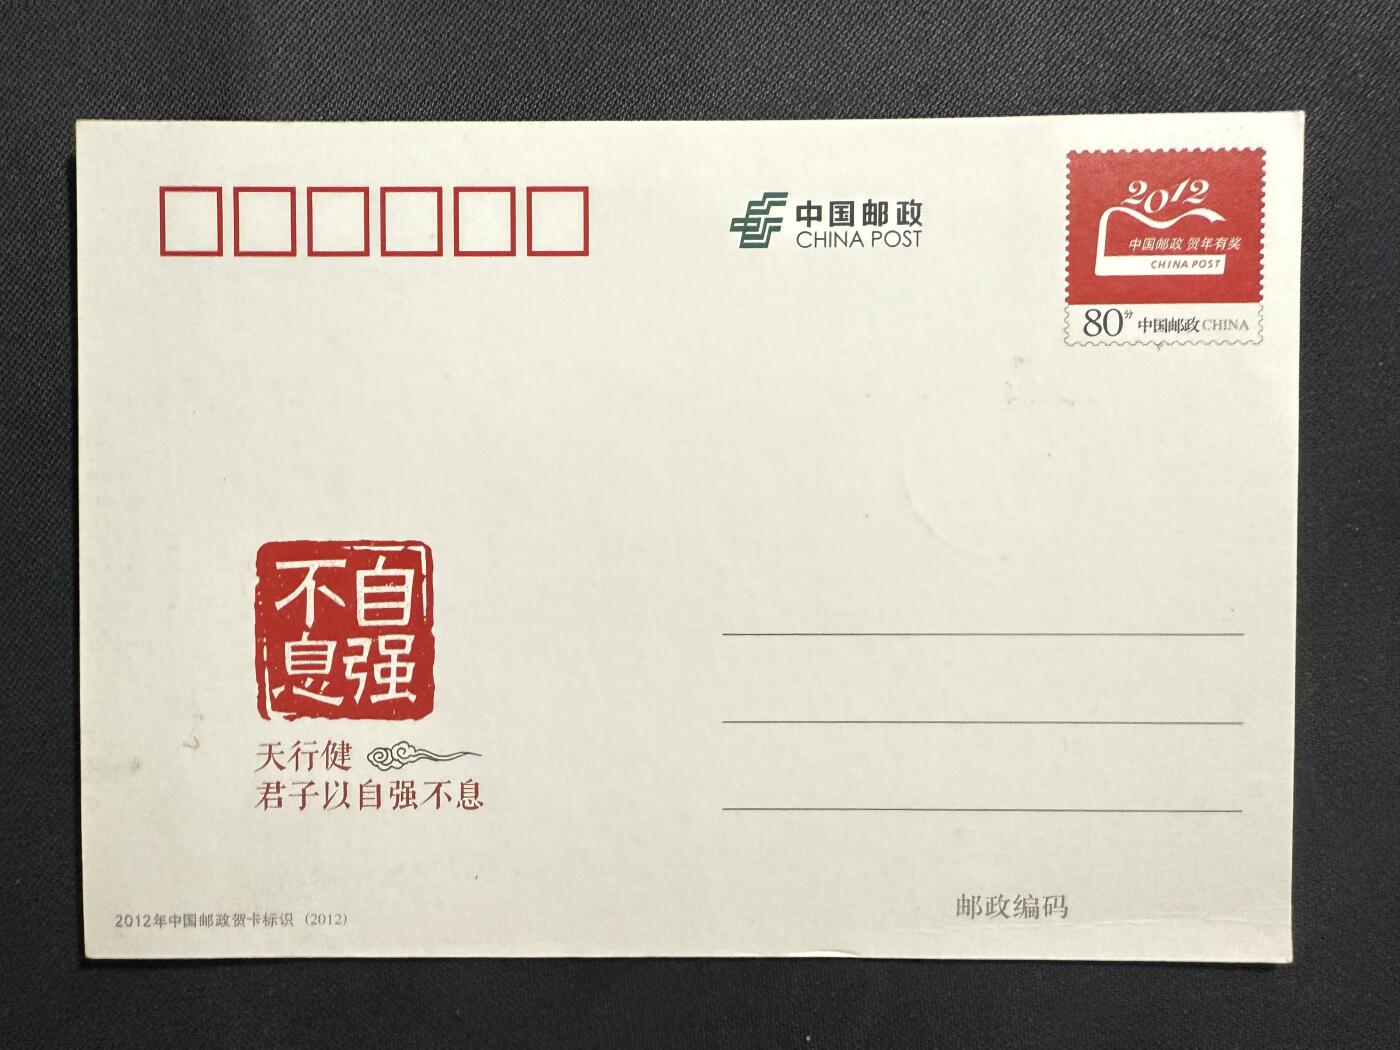 中国邮政
CHINA POST
2012
中国邮政 贺年有奖
CHINA POST
80分 中国邮政 CHINA
自强
不息
天行健
君子以自强不息
邮政编码
2012年中国邮政贺卡标识 (2012)